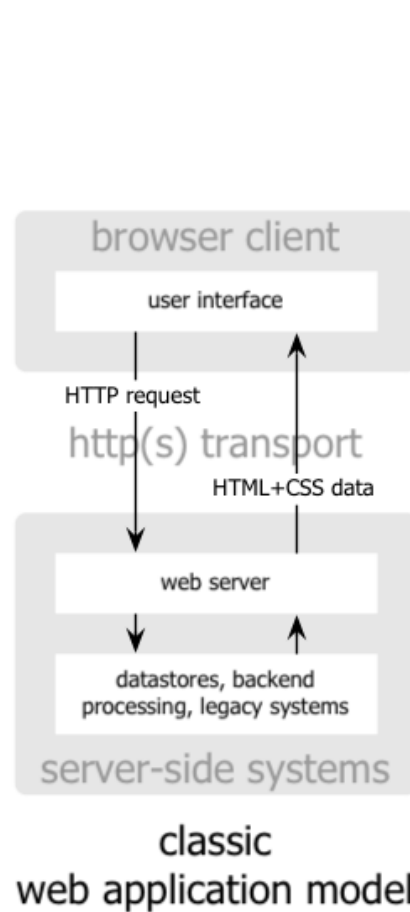 browser client
user interface
HTTP request
http(s) transport
HTML+CSS data
web server
datastores, backend
processing, legacy systems
server-side systems
classic
web application model